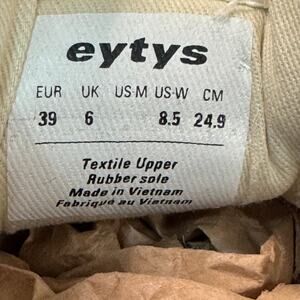 eytys
EUR UK US·M US·W CM
39 6 8.5 24.9
Textile Upper
Rubber sole
Made in Vietnam
Fabriqué au Vietnam